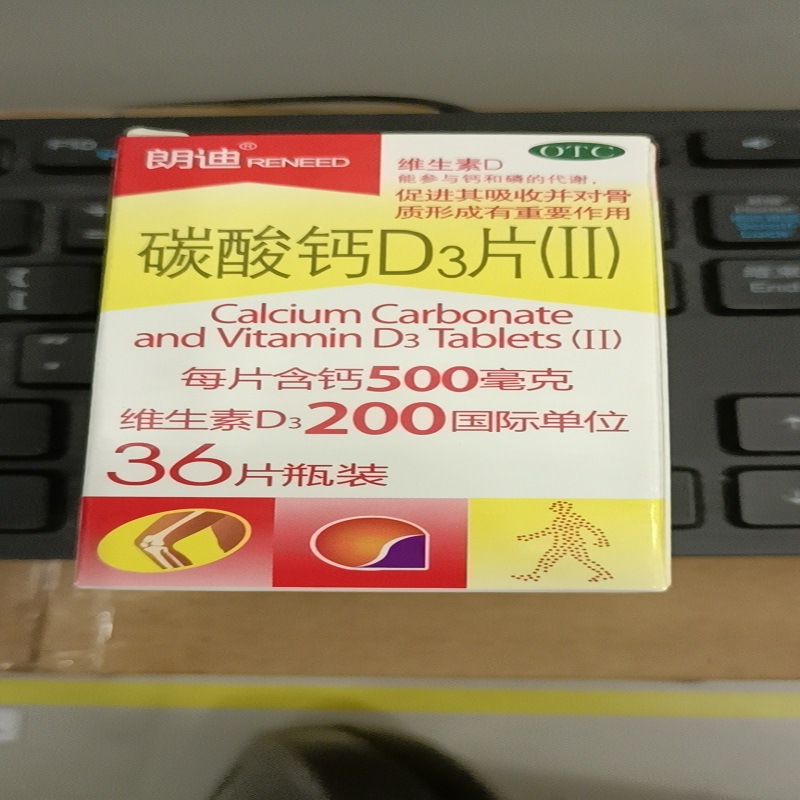 朗迪® RENEED
OTC
维生素D
能参与钙和磷的代谢，
促进其吸收并对骨
质形成有重要作用
碳酸钙D3片(II)
Calcium Carbonate
and Vitamin D3 Tablets (II)
每片含钙500毫克
维生素D3200国际单位
36片瓶装
End